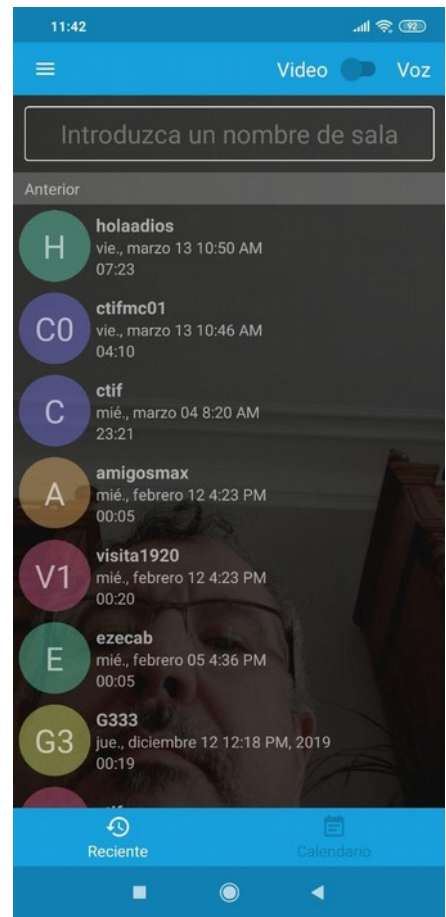 11:42
92
Video Voz
Introduzca un nombre de sala
Anterior
H
holaadios
vie., marzo 13 10:50 AM
07:23
C0
ctifmc01
vie., marzo 13 10:46 AM
04:10
C
ctif
mié., marzo 04 8:20 AM
23:21
A
amigosmax
mié., febrero 12 4:23 PM
00:05
V1
visita1920
mié., febrero 12 4:23 PM
00:20
E
ezecab
mié., febrero 05 4:36 PM
00:05
G3
G333
jue., diciembre 12 12:18 PM, 2019
00:19
Reciente
Calendario